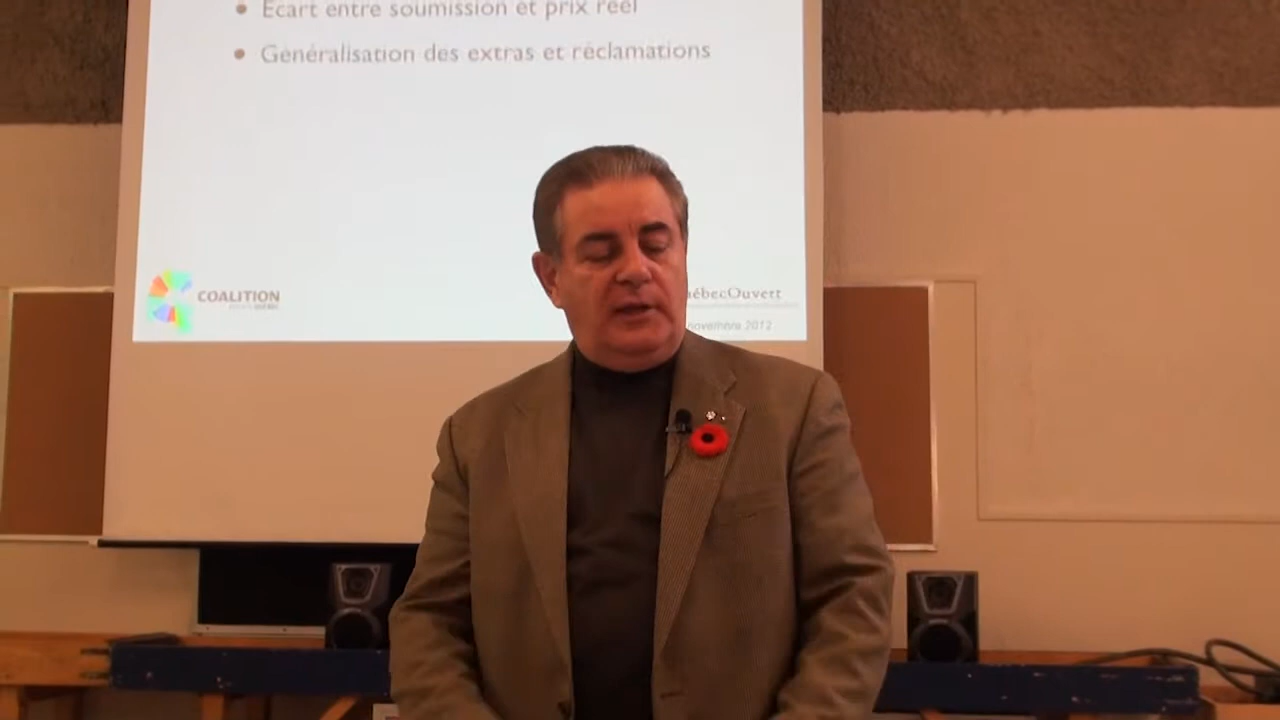 Écart entre soumission et prix réel
Généralisation des extras et réclamations
COALITION
ébecOuvert
novembre 2012